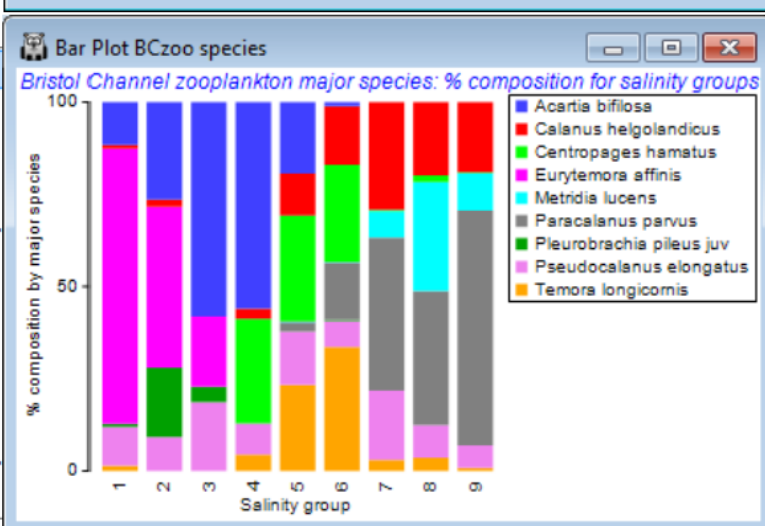 Bar Plot BCzoo species
Bristol Channel zooplankton major species: % composition for salinity groups
100
50
0
% composition by major species
1 2 3 4 5 6 7 8 9
Salinity group
Acartia bifilosa
Calanus helgolandicus
Centropages hamatus
Eurytemora affinis
Metridia lucens
Paracalanus parvus
Pleurobrachia pileus juv
Pseudocalanus elongatus
Temora longicornis